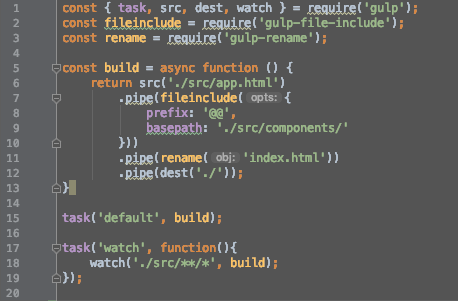 1 const { task, src, dest, watch } = require('gulp');
2 const fileinclude = require('gulp-file-include');
3 const rename = require('gulp-rename');
4
5 const build = async function () {
6 return src('./src/app.html')
7 .pipe(fileinclude( opts: {
8 prefix: '@@',
9 basepath: './src/components/'
10 }))
11 .pipe(rename( obj: 'index.html'))
12 .pipe(dest('./'));
13 }
14
15 task('default', build);
16
17 task('watch', function(){
18 watch('./src/**/*', build);
19 });
20